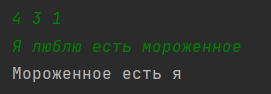 4 3 1
Я люблю есть мороженное
Мороженное есть я